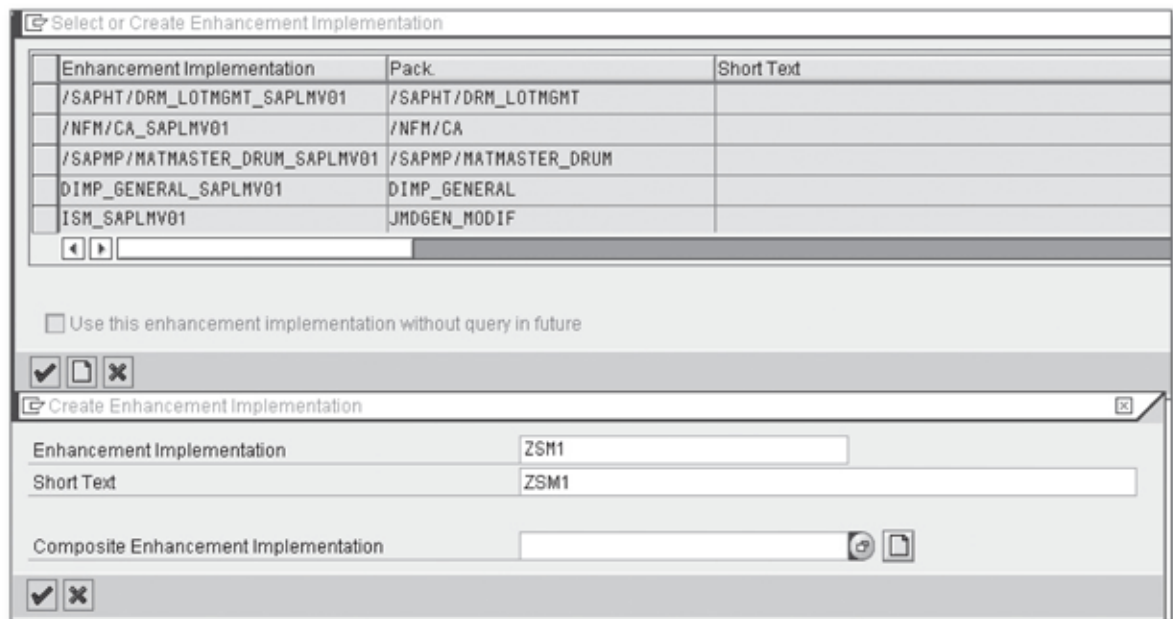 Select or Create Enhancement Implementation
Enhancement Implementation Pack. Short Text
/SAPHT/DRM_LOTMGMT_SAPLMV01 /SAPHT/DRM_LOTMGMT
/NFM/CA_SAPLMV01 /NFM/CA
/SAPMP/MATMASTER_DRUM_SAPLMV01 /SAPMP/MATMASTER_DRUM
DIMP_GENERAL_SAPLMV01 DIMP_GENERAL
ISM_SAPLMV01 JMDGEN_MODIF
Use this enhancement implementation without query in future
Create Enhancement Implementation
Enhancement Implementation ZSM1
Short Text ZSM1
Composite Enhancement Implementation